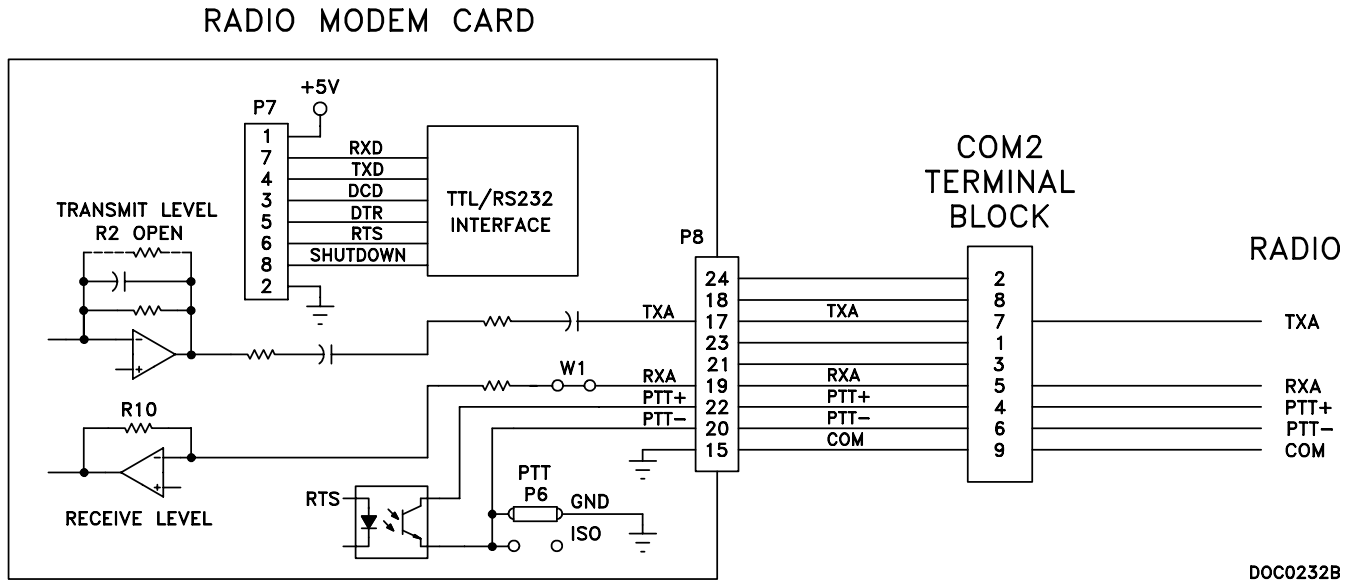 RADIO MODEM CARD
+5V
P7
1
7 RXD
4 TXD
3 DCD
5 DTR
6 RTS
8 SHUTDOWN
2
TTL/RS232
INTERFACE
TRANSMIT LEVEL
R2 OPEN
-
+
R10
-
+
RECEIVE LEVEL
W1
RTS
PTT
P6
GND
ISO
P8
COM2
TERMINAL
BLOCK
RADIO
24 2
18 8
TXA 17 TXA 7 TXA
23 1
21 3
RXA 19 RXA 5 RXA
PTT+ 22 PTT+ 4 PTT+
PTT- 20 PTT- 6 PTT-
15 COM 9 COM
DOC0232B